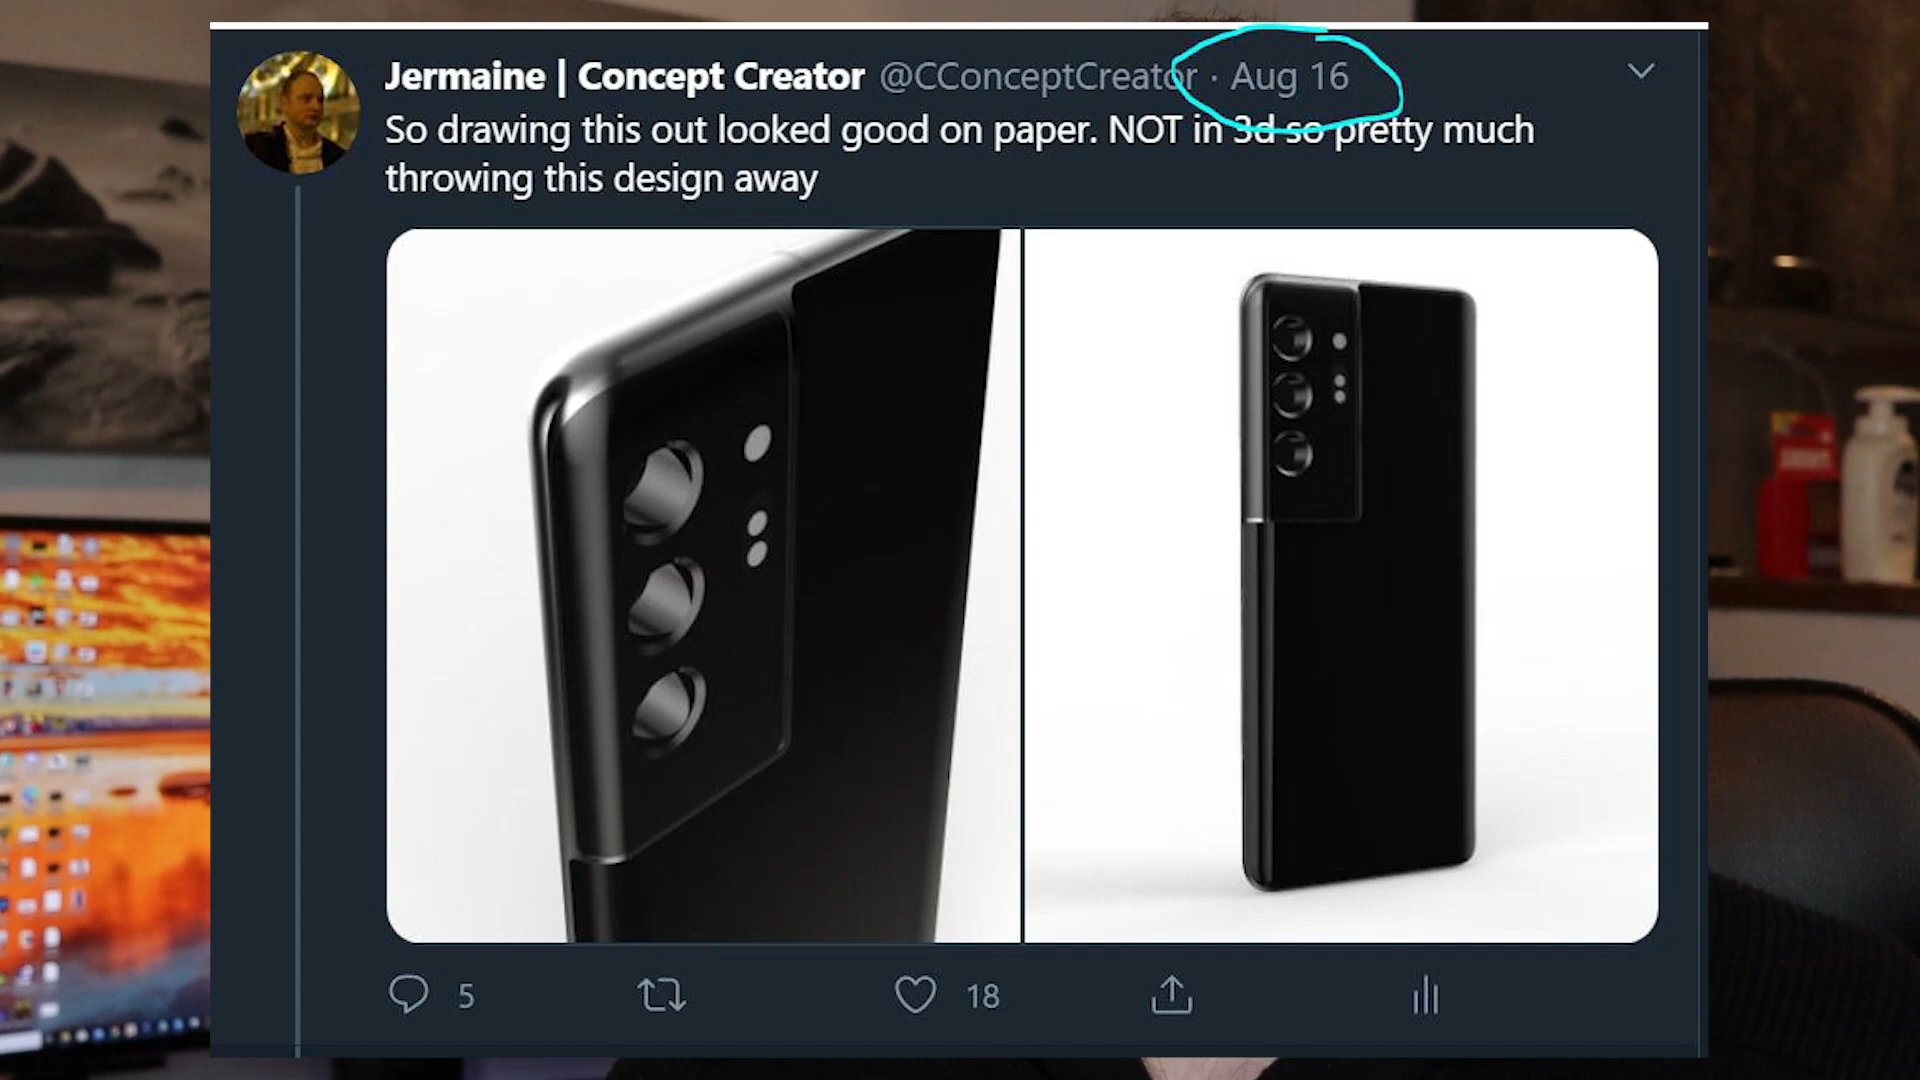 Jermaine | Concept Creator @CConceptCreator · Aug 16
So drawing this out looked good on paper. NOT in 3d so pretty much
throwing this design away
5 18